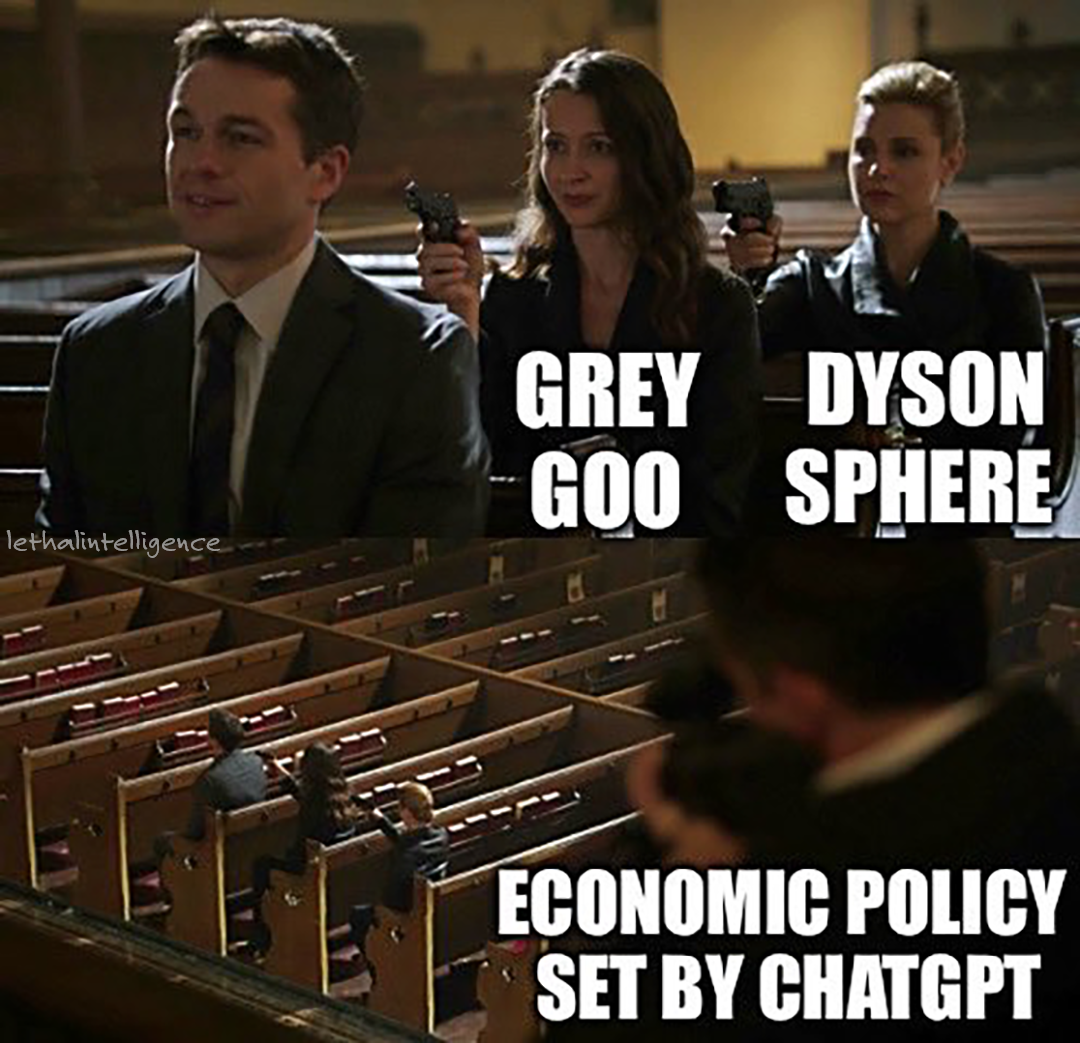 GREY
GOO
DYSON
SPHERE
lethalintelligence
ECONOMIC POLICY
SET BY CHATGPT